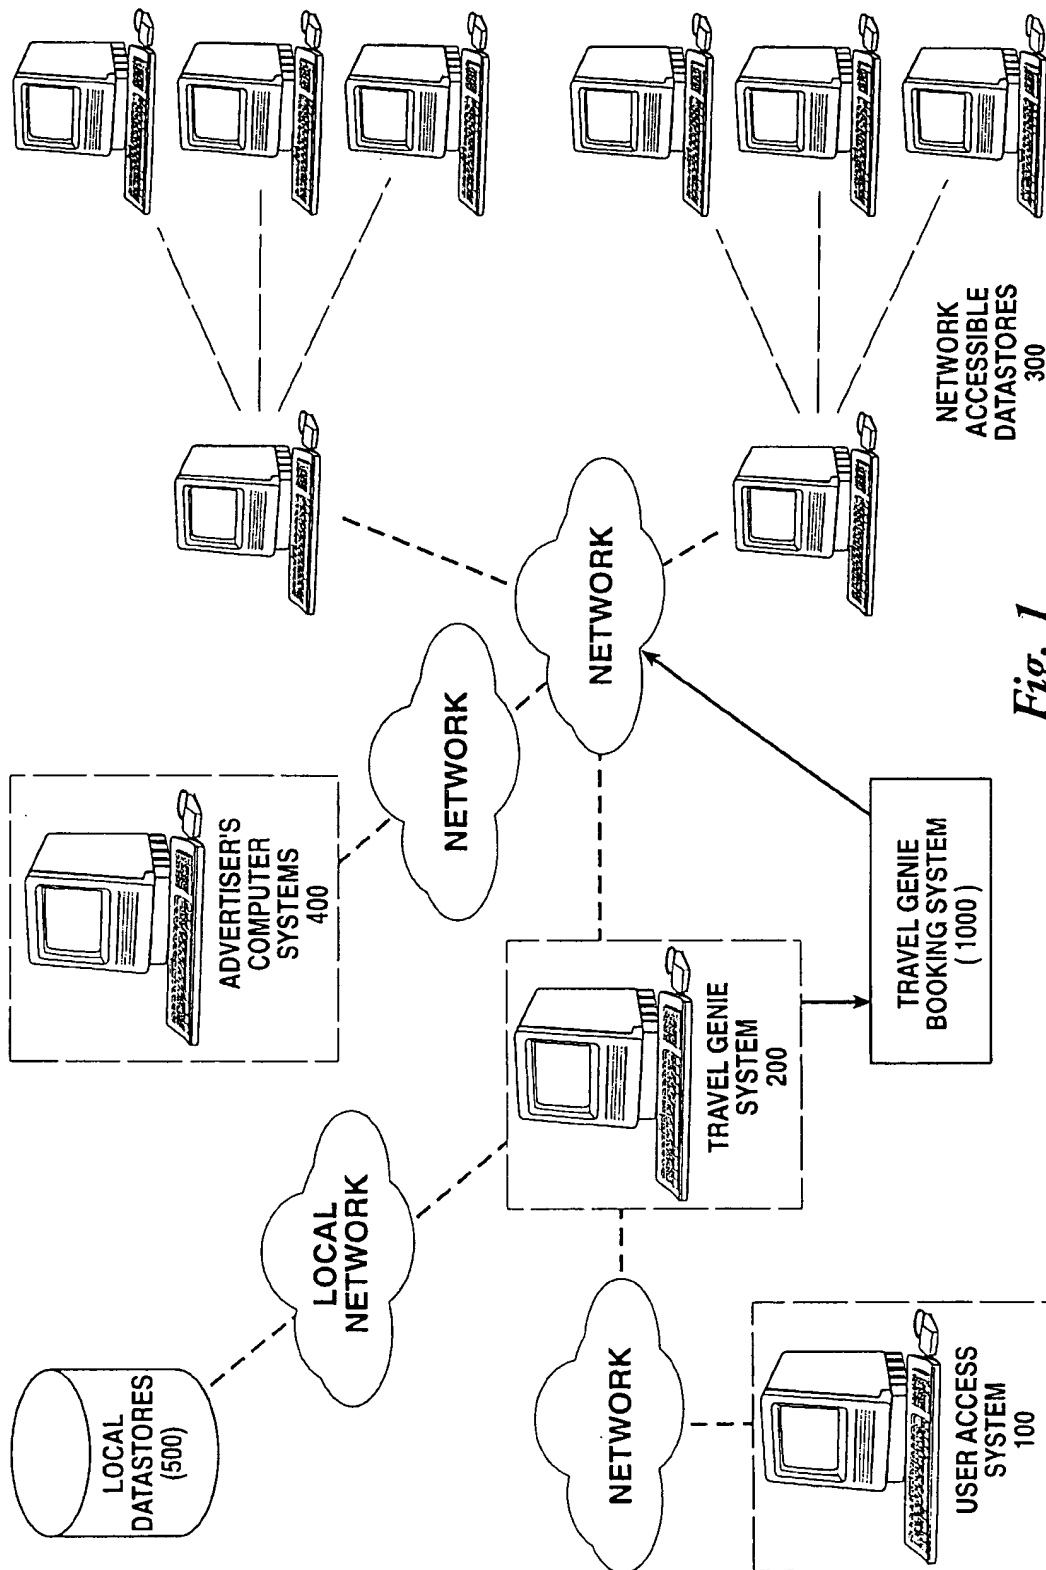 LOCAL
DATASTORES
(500)
LOCAL
NETWORK
ADVERTISER'S
COMPUTER
SYSTEMS
400
NETWORK
NETWORK
NETWORK
USER ACCESS
SYSTEM
100
TRAVEL GENIE
SYSTEM
200
TRAVEL GENIE
BOOKING SYSTEM
(1000)
NETWORK
ACCESSIBLE
DATASTORES
300
Fig. 1